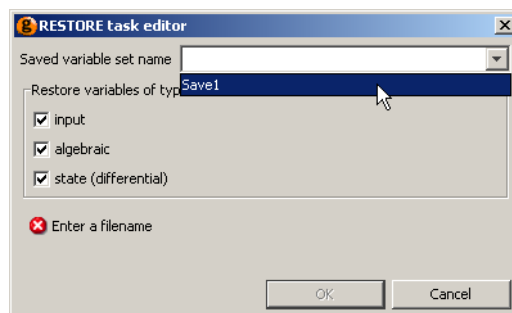 RESTORE task editor
Saved variable set name
Save1
Restore variables of typ
input
algebraic
state (differential)
Enter a filename
OK
Cancel